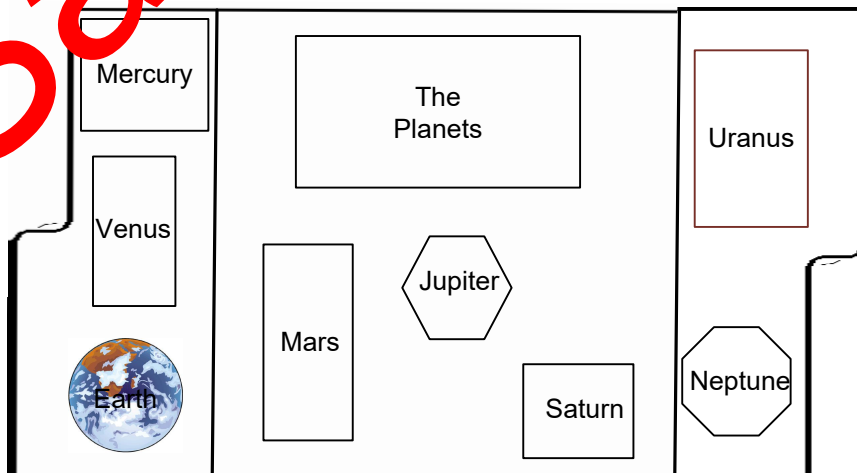 Mercury
Venus
Earth
The
Planets
Mars
Jupiter
Saturn
Uranus
Neptune